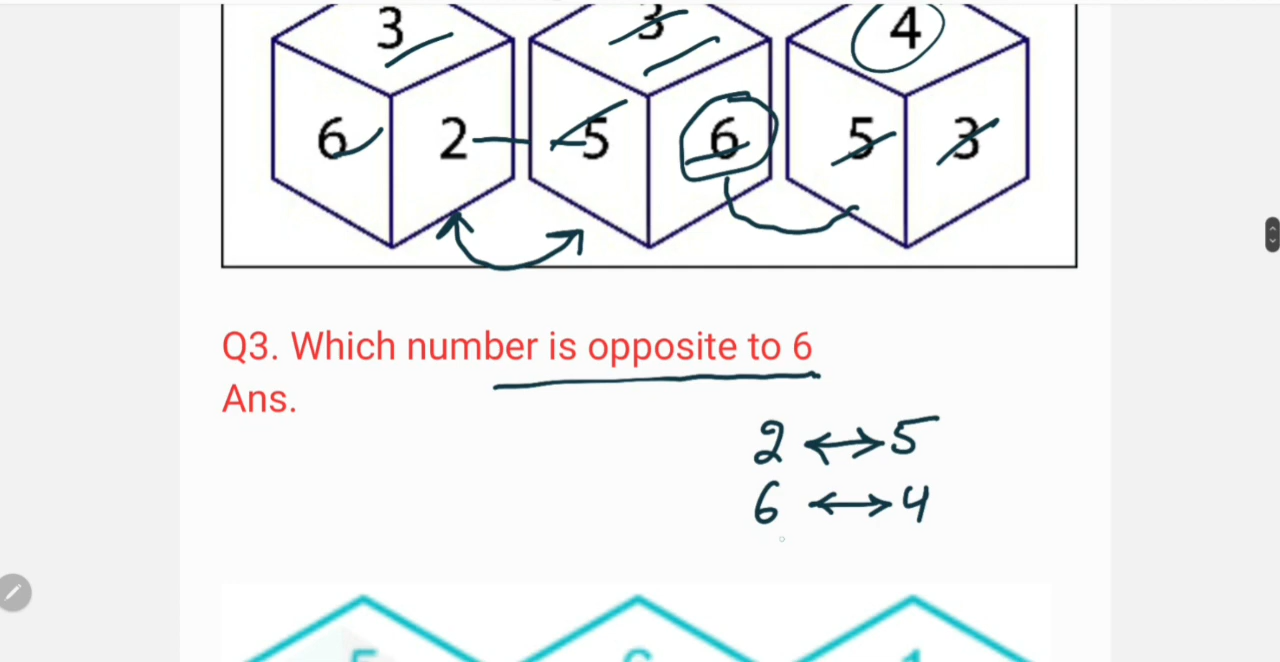 3 3 4
6 2 5 6 5 3
Q3. Which number is opposite to 6
Ans.
2 ↔ 5
6 ↔ 4